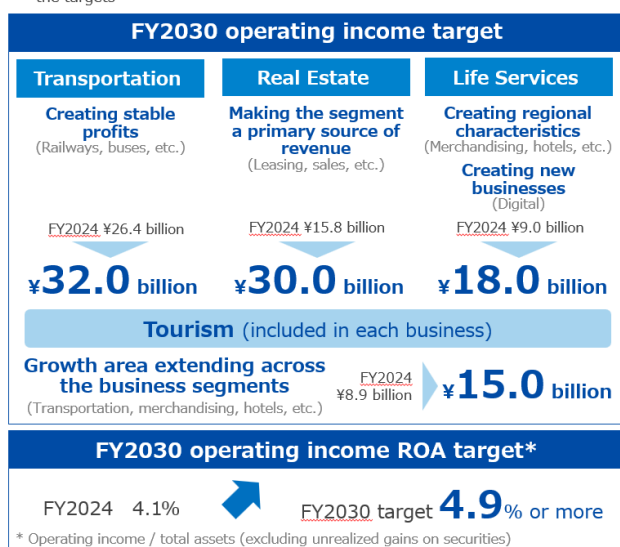 the targets
FY2030 operating income target
Transportation
Creating stable
profits
(Railways, buses, etc.)
FY2024 ¥26.4 billion
¥32.0 billion
Real Estate
Making the segment
a primary source of
revenue
(Leasing, sales, etc.)
FY2024 ¥15.8 billion
¥30.0 billion
Life Services
Creating regional
characteristics
(Merchandising, hotels, etc.)
Creating new
businesses
(Digital)
FY2024 ¥9.0 billion
¥18.0 billion
Tourism (included in each business)
Growth area extending across
the business segments
(Transportation, merchandising, hotels, etc.)
FY2024
¥8.9 billion
¥15.0 billion
FY2030 operating income ROA target*
FY2024 4.1%
FY2030 target 4.9% or more
* Operating income / total assets (excluding unrealized gains on securities)